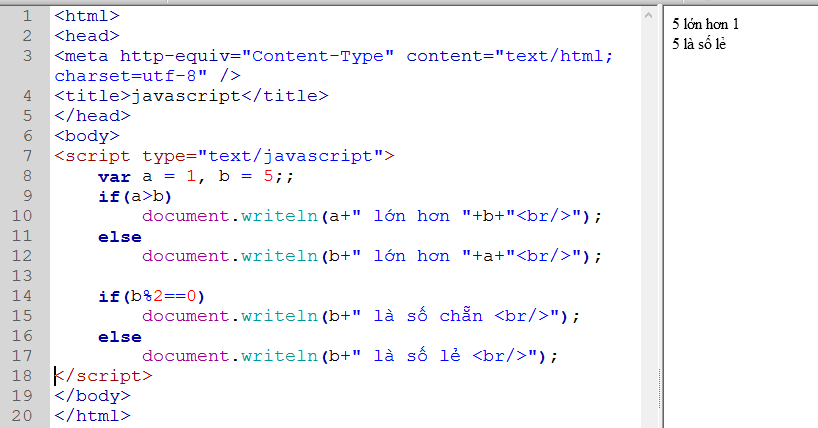 1 <html>
2 <head>
3 <meta http-equiv="Content-Type" content="text/html;
charset=utf-8" />
4 <title>javascript</title>
5 </head>
6 <body>
7 <script type="text/javascript">
8 var a = 1, b = 5;;
9 if(a>b)
10 document.writeln(a+" lớn hơn "+b+"<br/>");
11 else
12 document.writeln(b+" lớn hơn "+a+"<br/>");
13
14 if(b%2==0)
15 document.writeln(b+" là số chẵn <br/>");
16 else
17 document.writeln(b+" là số lẻ <br/>");
18 </script>
19 </body>
20 </html>
5 lớn hơn 1
5 là số lẻ